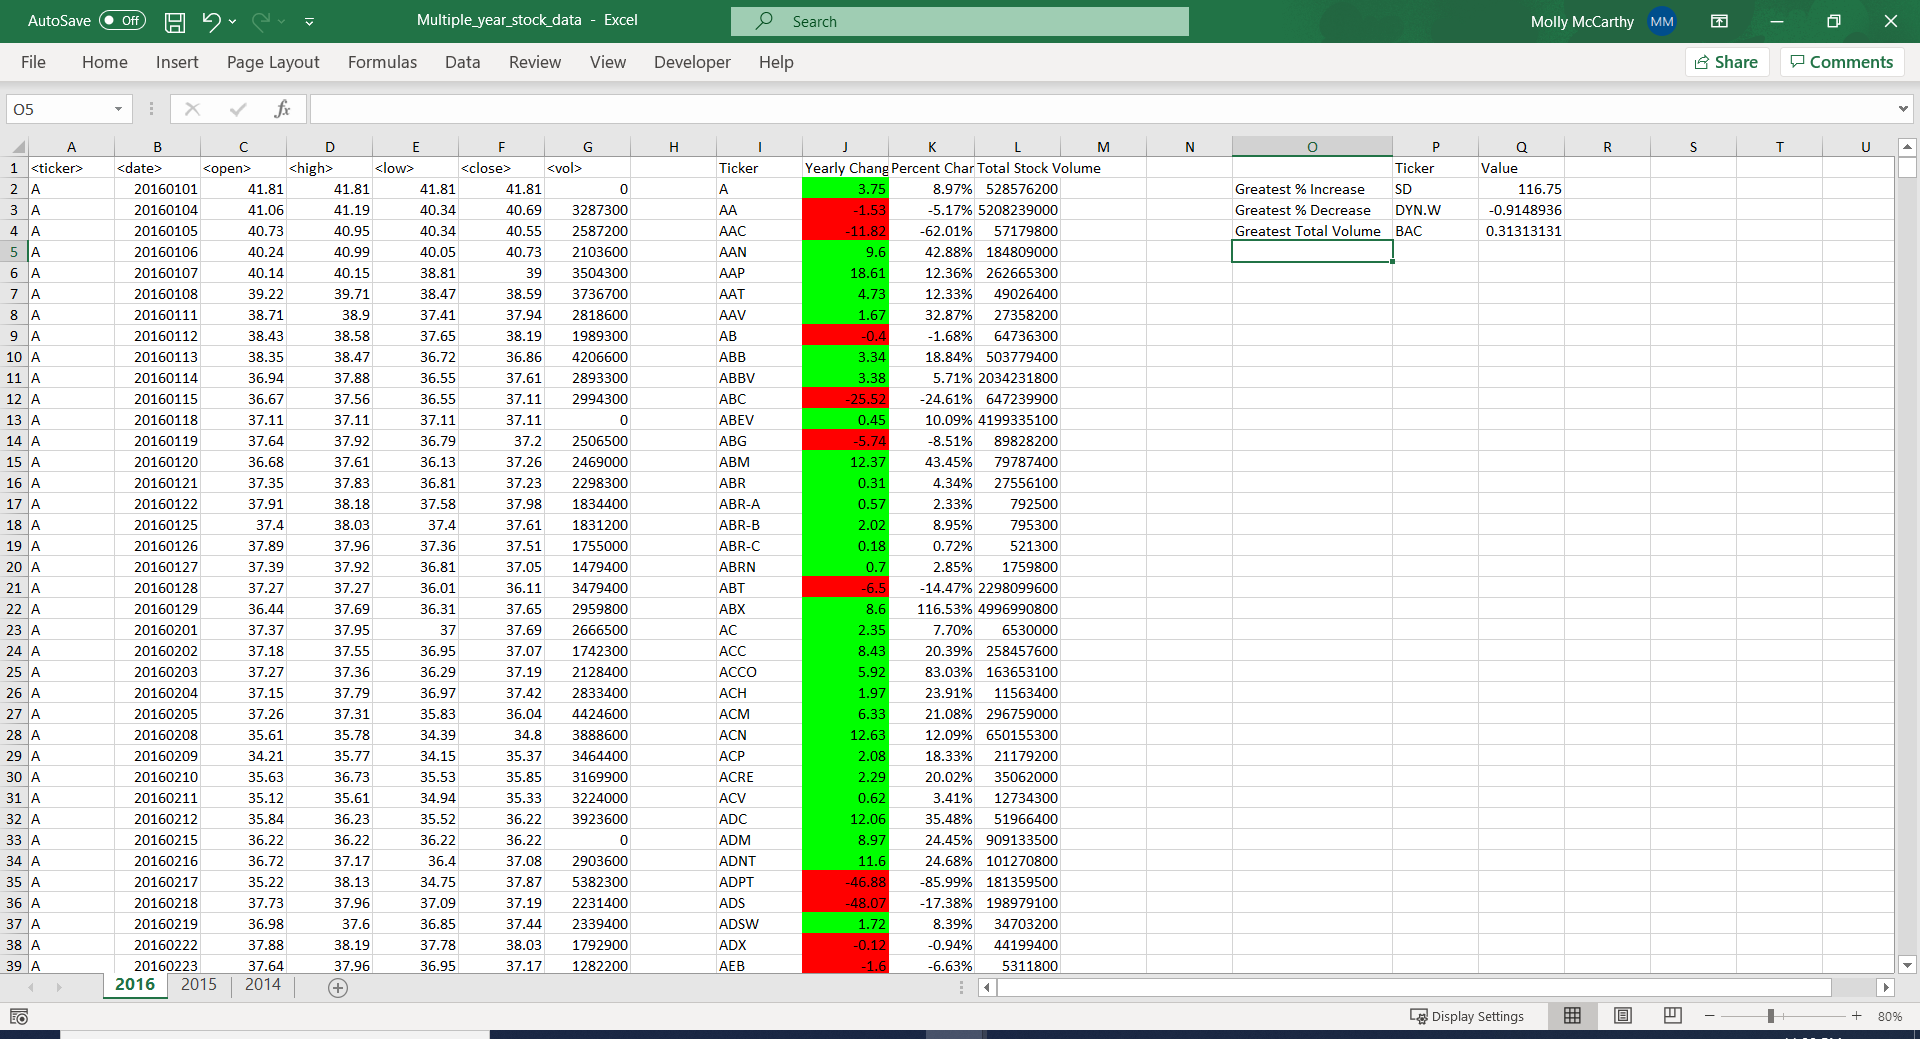 AutoSave Off Multiple_year_stock_data - Excel Search Molly McCarthy MM
File Home Insert Page Layout Formulas Data Review View Developer Help Share Comments
O5 fx
A B C D E F G H I J K L M N O P Q R S T U
1 <ticker> <date> <open> <high> <low> <close> <vol> Ticker Yearly Chang Percent Char Total Stock Volume Ticker Value
2 A 20160101 41.81 41.81 41.81 41.81 0 A 3.75 8.97% 528576200 Greatest % Increase SD 116.75
3 A 20160104 41.06 41.19 40.34 40.69 3287300 AA -1.53 -5.17% 5208239000 Greatest % Decrease DYN.W -0.9148936
4 A 20160105 40.73 40.95 40.34 40.55 2587200 AAC -11.82 -62.01% 57179800 Greatest Total Volume BAC 0.31313131
5 A 20160106 40.24 40.99 40.05 40.73 2103600 AAN 9.6 42.88% 184809000
6 A 20160107 40.14 40.15 38.81 39 3504300 AAP 18.61 12.36% 262665300
7 A 20160108 39.22 39.71 38.47 38.59 3736700 AAT 4.73 12.33% 49026400
8 A 20160111 38.71 38.9 37.41 37.94 2818600 AAV 1.67 32.87% 27358200
9 A 20160112 38.43 38.58 37.65 38.19 1989300 AB -0.4 -1.68% 64736300
10 A 20160113 38.35 38.47 36.72 36.86 4206600 ABB 3.34 18.84% 503779400
11 A 20160114 36.94 37.88 36.55 37.61 2893300 ABBV 3.38 5.71% 2034231800
12 A 20160115 36.67 37.56 36.55 37.11 2994300 ABC -25.52 -24.61% 647239900
13 A 20160118 37.11 37.11 37.11 37.11 0 ABEV 0.45 10.09% 4199335100
14 A 20160119 37.64 37.92 36.79 37.2 2506500 ABG -5.74 -8.51% 89828200
15 A 20160120 36.68 37.61 36.13 37.26 2469000 ABM 12.37 43.45% 79787400
16 A 20160121 37.35 37.83 36.81 37.23 2298300 ABR 0.31 4.34% 27556100
17 A 20160122 37.91 38.18 37.58 37.98 1834400 ABR-A 0.57 2.33% 792500
18 A 20160125 37.4 38.03 37.4 37.61 1831200 ABR-B 2.02 8.95% 795300
19 A 20160126 37.89 37.96 37.36 37.51 1755000 ABR-C 0.18 0.72% 521300
20 A 20160127 37.39 37.92 36.81 37.05 1479400 ABRN 0.7 2.85% 1759800
21 A 20160128 37.27 37.27 36.01 36.11 3479400 ABT -6.5 -14.47% 2298099600
22 A 20160129 36.44 37.69 36.31 37.65 2959800 ABX 8.6 116.53% 4996990800
23 A 20160201 37.37 37.95 37 37.69 2666500 AC 2.35 7.70% 6530000
24 A 20160202 37.18 37.55 36.95 37.07 1742300 ACC 8.43 20.39% 258457600
25 A 20160203 37.27 37.36 36.29 37.19 2128400 ACCO 5.92 83.03% 163653100
26 A 20160204 37.15 37.79 36.97 37.42 2833400 ACH 1.97 23.91% 11563400
27 A 20160205 37.26 37.31 35.83 36.04 4424600 ACM 6.33 21.08% 296759000
28 A 20160208 35.61 35.78 34.39 34.8 3888600 ACN 12.63 12.09% 650155300
29 A 20160209 34.21 35.77 34.15 35.37 3464400 ACP 2.08 18.33% 21179200
30 A 20160210 35.63 36.73 35.53 35.85 3169900 ACRE 2.29 20.02% 35062000
31 A 20160211 35.12 35.61 34.94 35.33 3224000 ACV 0.62 3.41% 12734300
32 A 20160212 35.84 36.23 35.52 36.22 3923600 ADC 12.06 35.48% 51966400
33 A 20160215 36.22 36.22 36.22 36.22 0 ADM 8.97 24.45% 909133500
34 A 20160216 36.72 37.17 36.4 37.08 2903600 ADNT 11.6 24.68% 101270800
35 A 20160217 35.22 38.13 34.75 37.87 5382300 ADPT -46.88 -85.99% 181359500
36 A 20160218 37.73 37.96 37.09 37.19 2231400 ADS -48.07 -17.38% 198979100
37 A 20160219 36.98 37.6 36.85 37.44 2339400 ADSW 1.72 8.39% 34703200
38 A 20160222 37.88 38.19 37.78 38.03 1792900 ADX -0.12 -0.94% 44199400
39 A 20160223 37.64 37.96 36.95 37.17 1282200 AEB -1.6 -6.63% 5311800
2016 2015 2014
Display Settings 80%